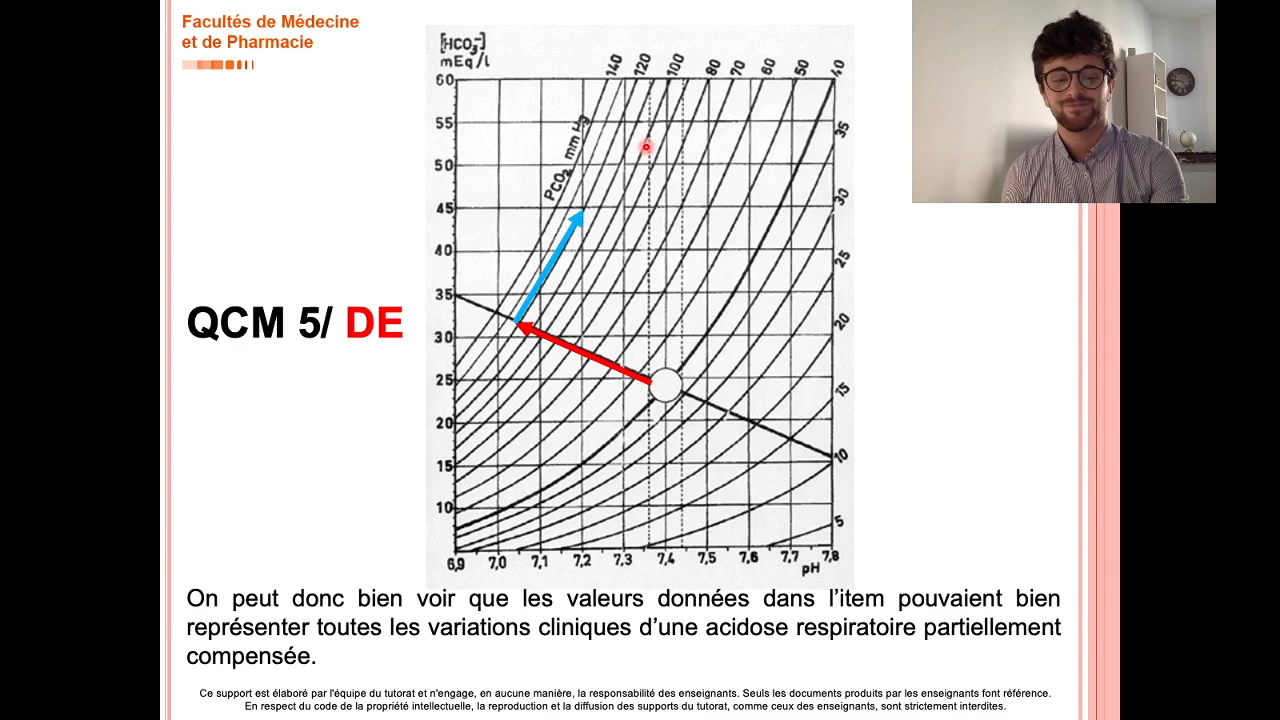 Facultés de Médecine
et de Pharmacie
[HCO₃⁻]
mEq/l
140 120 100 80 70 60 50 40
60
55
50
45
40
35
30
25
20
15
10
PCO₂ mm Hg
35
30
25
20
15
10
5
6,9 7,0 7,1 7,2 7,3 7,4 7,5 7,6 7,7 7,8
pH
QCM 5/ DE
On peut donc bien voir que les valeurs données dans l’item pouvaient bien
représenter toutes les variations cliniques d’une acidose respiratoire partiellement
compensée.
Ce support est élaboré par l'équipe du tutorat et n'engage, en aucune manière, la responsabilité des enseignants. Seuls les documents produits par les enseignants font référence.
En respect du code de la propriété intellectuelle, la reproduction et la diffusion des supports du tutorat, comme ceux des enseignants, sont strictement interdites.